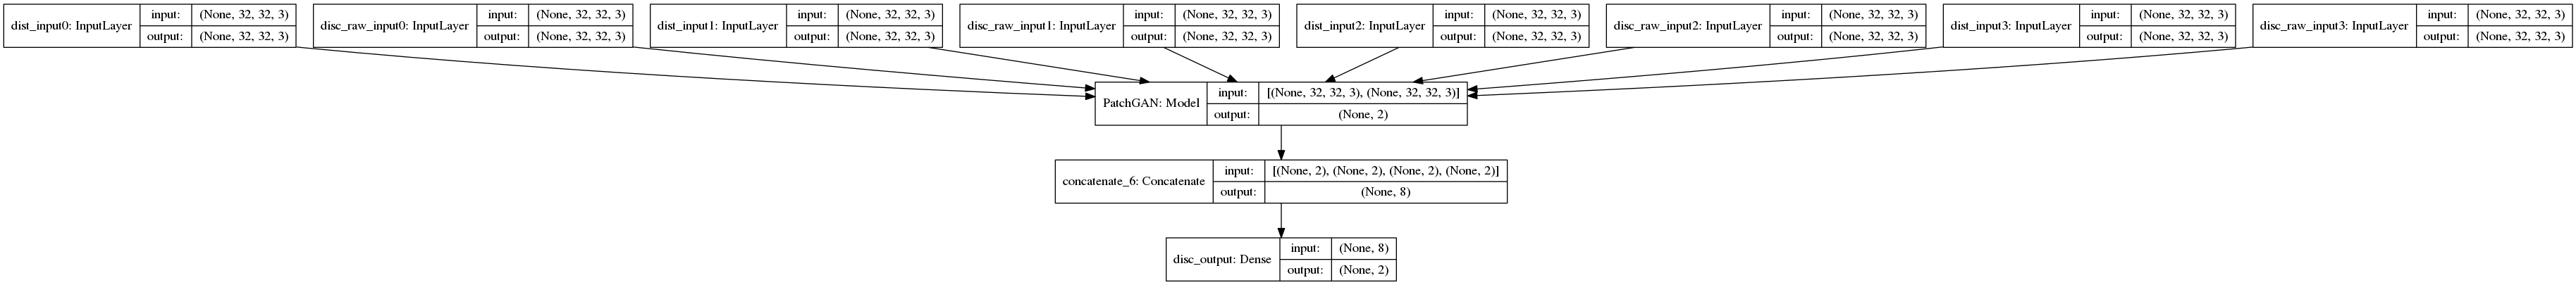 dist_input0: InputLayer input: (None, 32, 32, 3) output: (None, 32, 32, 3)
disc_raw_input0: InputLayer input: (None, 32, 32, 3) output: (None, 32, 32, 3)
dist_input1: InputLayer input: (None, 32, 32, 3) output: (None, 32, 32, 3)
disc_raw_input1: InputLayer input: (None, 32, 32, 3) output: (None, 32, 32, 3)
dist_input2: InputLayer input: (None, 32, 32, 3) output: (None, 32, 32, 3)
disc_raw_input2: InputLayer input: (None, 32, 32, 3) output: (None, 32, 32, 3)
dist_input3: InputLayer input: (None, 32, 32, 3) output: (None, 32, 32, 3)
disc_raw_input3: InputLayer input: (None, 32, 32, 3) output: (None, 32, 32, 3)
PatchGAN: Model input: [(None, 32, 32, 3), (None, 32, 32, 3)] output: (None, 2)
concatenate_6: Concatenate input: [(None, 2), (None, 2), (None, 2), (None, 2)] output: (None, 8)
disc_output: Dense input: (None, 8) output: (None, 2)